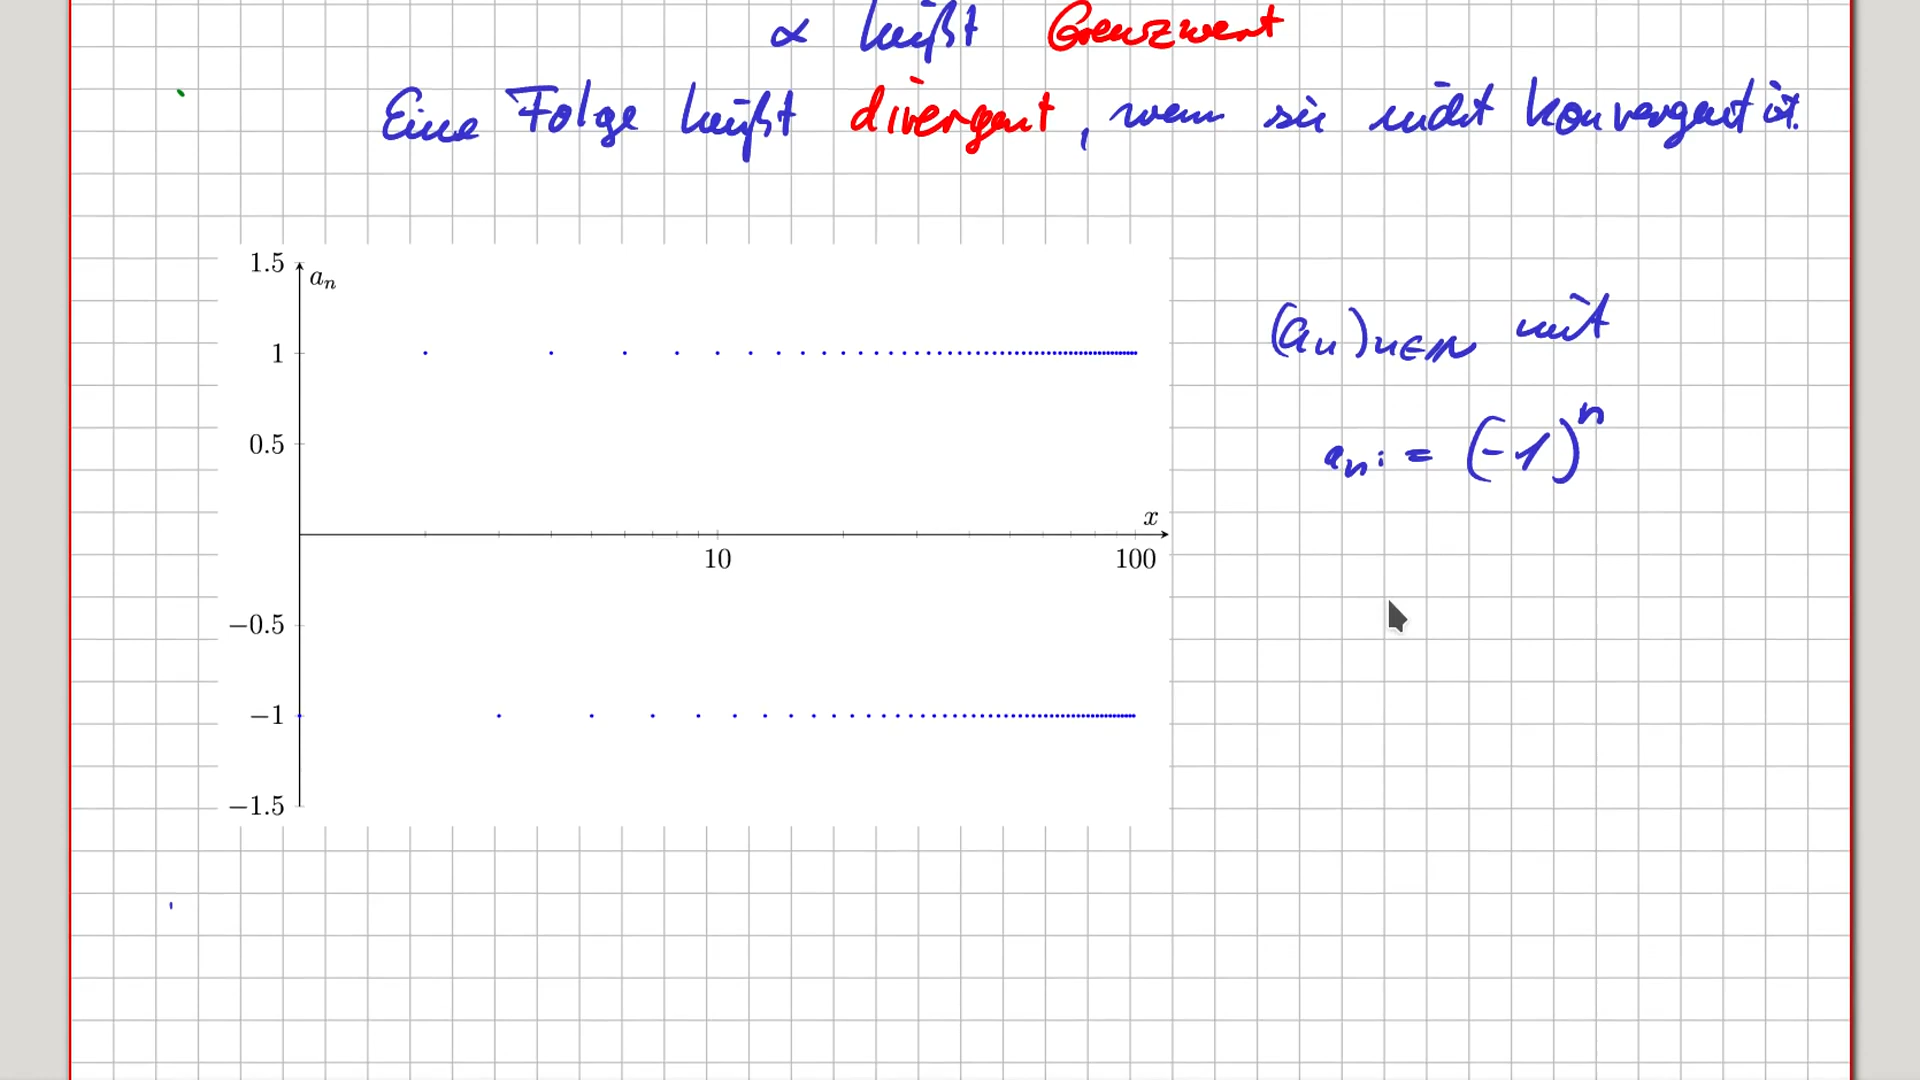 α heißt Grenzwert
Eine Folge heißt divergent, wenn sie nicht konvergent ist.
1.5
aₙ
1
0.5
x
10
100
−0.5
−1
−1.5
(aₙ)ₙ∈ℕ mit
aₙ := (-1)ⁿ